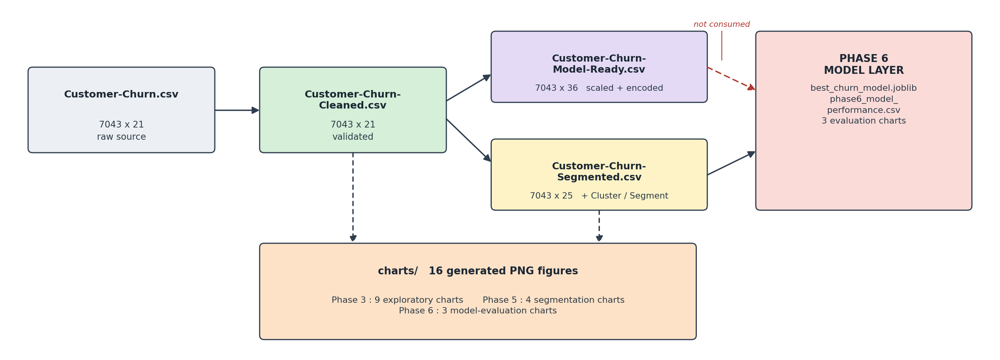 not consumed
Customer-Churn.csv
7043 x 21
raw source
Customer-Churn-
Cleaned.csv
7043 x 21
validated
Customer-Churn-
Model-Ready.csv
7043 x 36   scaled + encoded
Customer-Churn-
Segmented.csv
7043 x 25   + Cluster / Segment
PHASE 6
MODEL LAYER
best_churn_model.joblib
phase6_model_
performance.csv
3 evaluation charts
charts/   16 generated PNG figures
Phase 3 : 9 exploratory charts      Phase 5 : 4 segmentation charts
Phase 6 : 3 model-evaluation charts